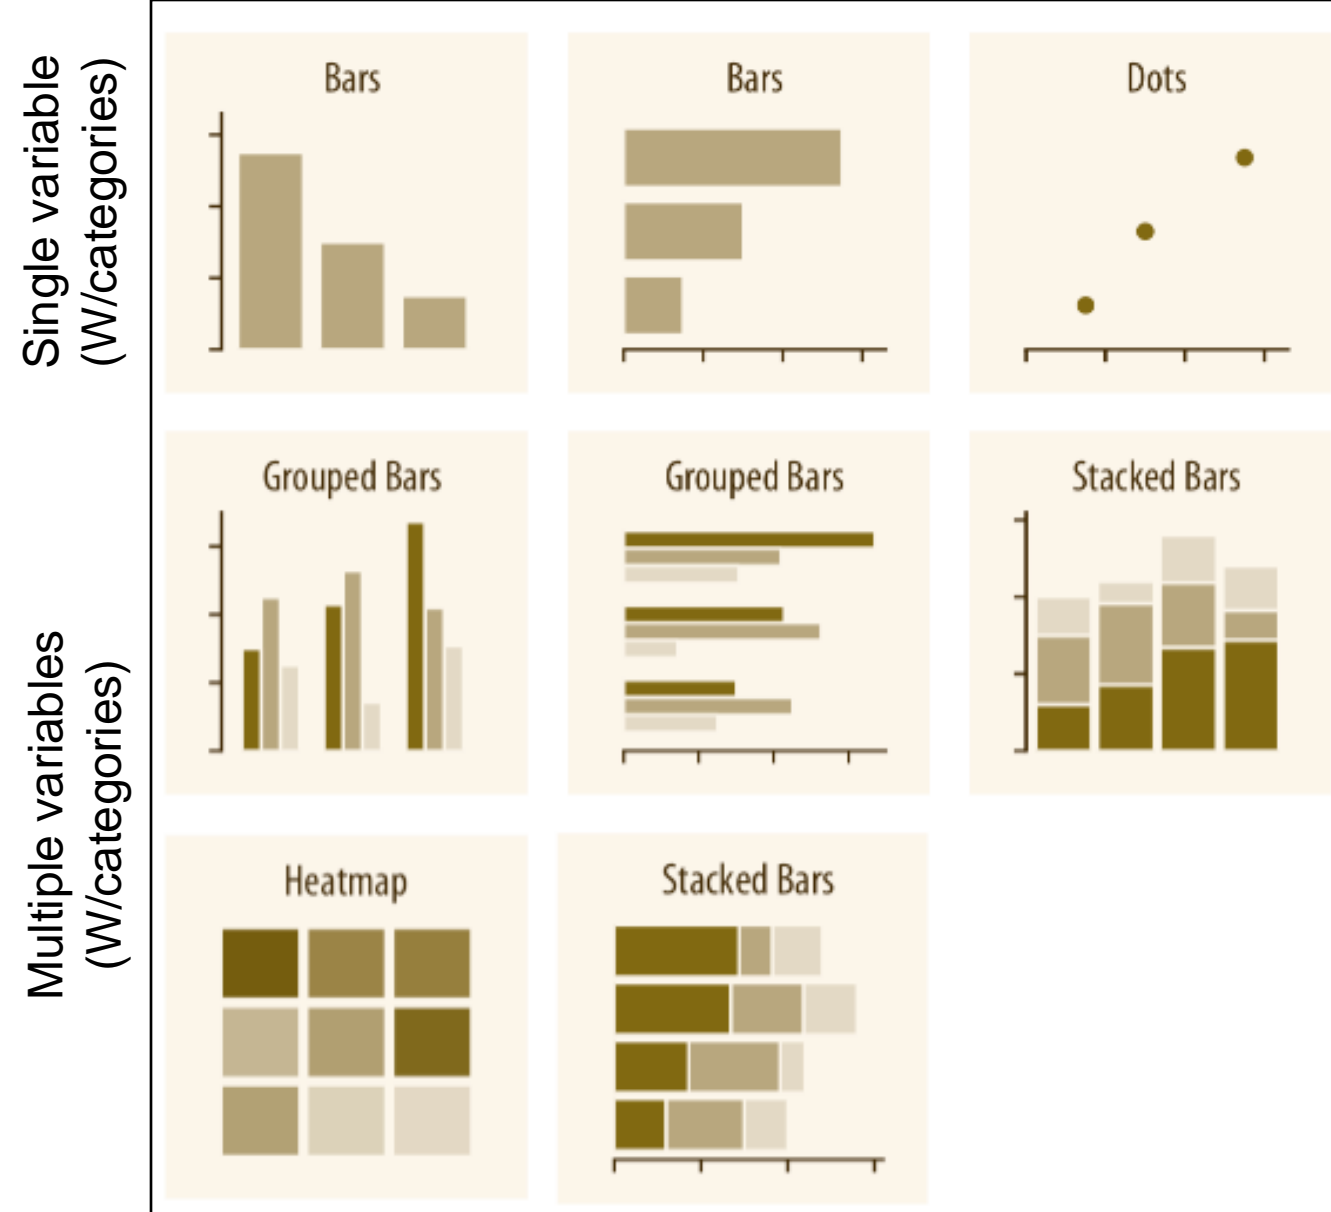 Single variable
(W/categories)
Bars
Bars
Dots
Multiple variables
(W/categories)
Grouped Bars
Grouped Bars
Stacked Bars
Heatmap
Stacked Bars